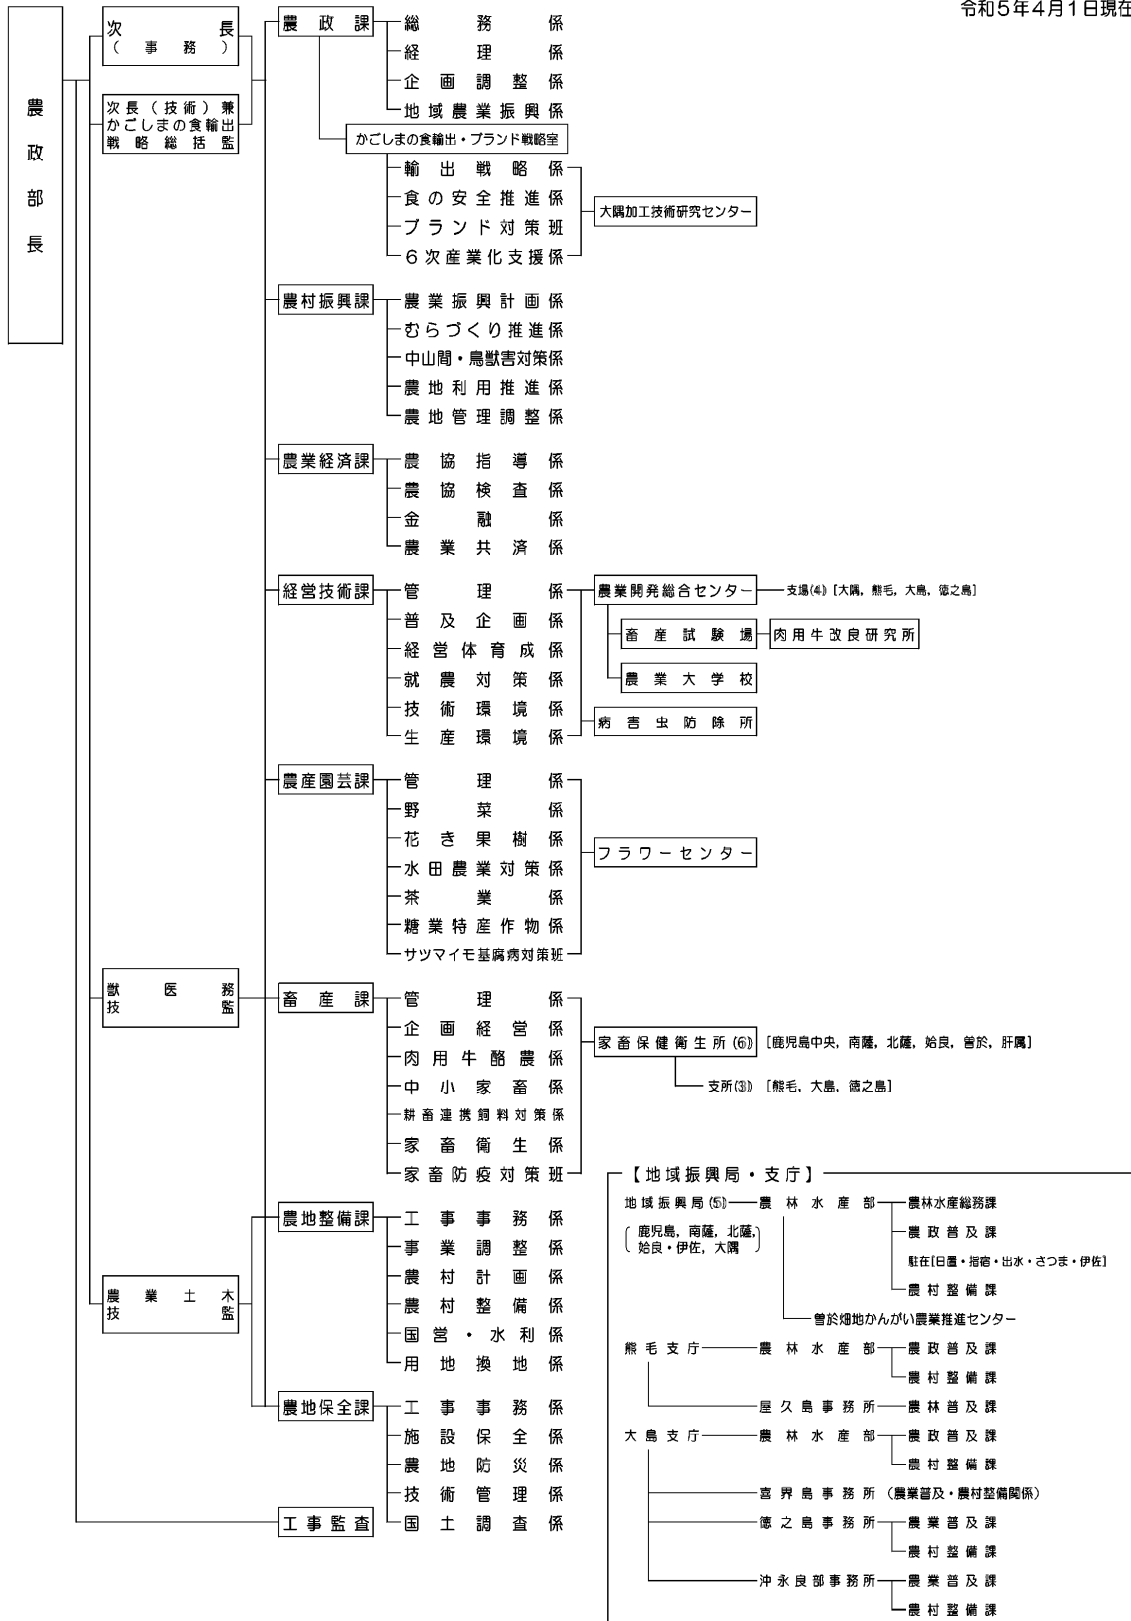 令和5年4月1日現在
農政部長
次長
(事務)
次長(技術)兼
かごしまの食輸出
戦略総括監
農政課
総務係
経理係
企画調整係
地域農業振興係
かごしまの食輸出・ブランド戦略室
輸出戦略係
食の安全推進係
ブランド対策班
6次産業化支援係
大隅加工技術研究センター
農村振興課
農業振興計画係
むらづくり推進係
中山間・鳥獣害対策係
農地利用推進係
農地管理調整係
農業経済課
農協指導係
農協検査係
金融係
農業共済係
経営技術課
管理係
普及企画係
経営体育成係
就農対策係
技術環境係
生産環境係
農業開発総合センター
支場(4) [大隅,熊毛,大島,徳之島]
畜産試験場
肉用牛改良研究所
農業大学校
病害虫防除所
農産園芸課
管理係
野菜係
花き果樹係
水田農業対策係
茶業係
糖業特産作物係
サツマイモ基腐病対策班
フラワーセンター
獣医務
技監
畜産課
管理係
企画経営係
肉用牛酪農係
中小家畜係
耕畜連携飼料対策係
家畜衛生係
家畜防疫対策班
家畜保健衛生所(6) [鹿児島中央,南薩,北薩,姶良,曽於,肝属]
支所(3) [熊毛,大島,徳之島]
農業土木
技監
農地整備課
工事事務係
事業調整係
農村計画係
農村整備係
国営・水利係
用地換地係
農地保全課
工事事務係
施設保全係
農地防災係
技術管理係
国土調査係
工事監査
【地域振興局・支庁】
地域振興局(5)
(鹿児島,南薩,北薩,
姶良・伊佐,大隅)
農林水産部
農林水産総務課
農政普及課
駐在[日置・指宿・出水・さつま・伊佐]
農村整備課
曽於畑地かんがい農業推進センター
熊毛支庁
農林水産部
農政普及課
農村整備課
屋久島事務所
農林普及課
大島支庁
農林水産部
農政普及課
農村整備課
喜界島事務所 (農業普及・農村整備関係)
徳之島事務所
農業普及課
農村整備課
沖永良部事務所
農業普及課
農村整備課